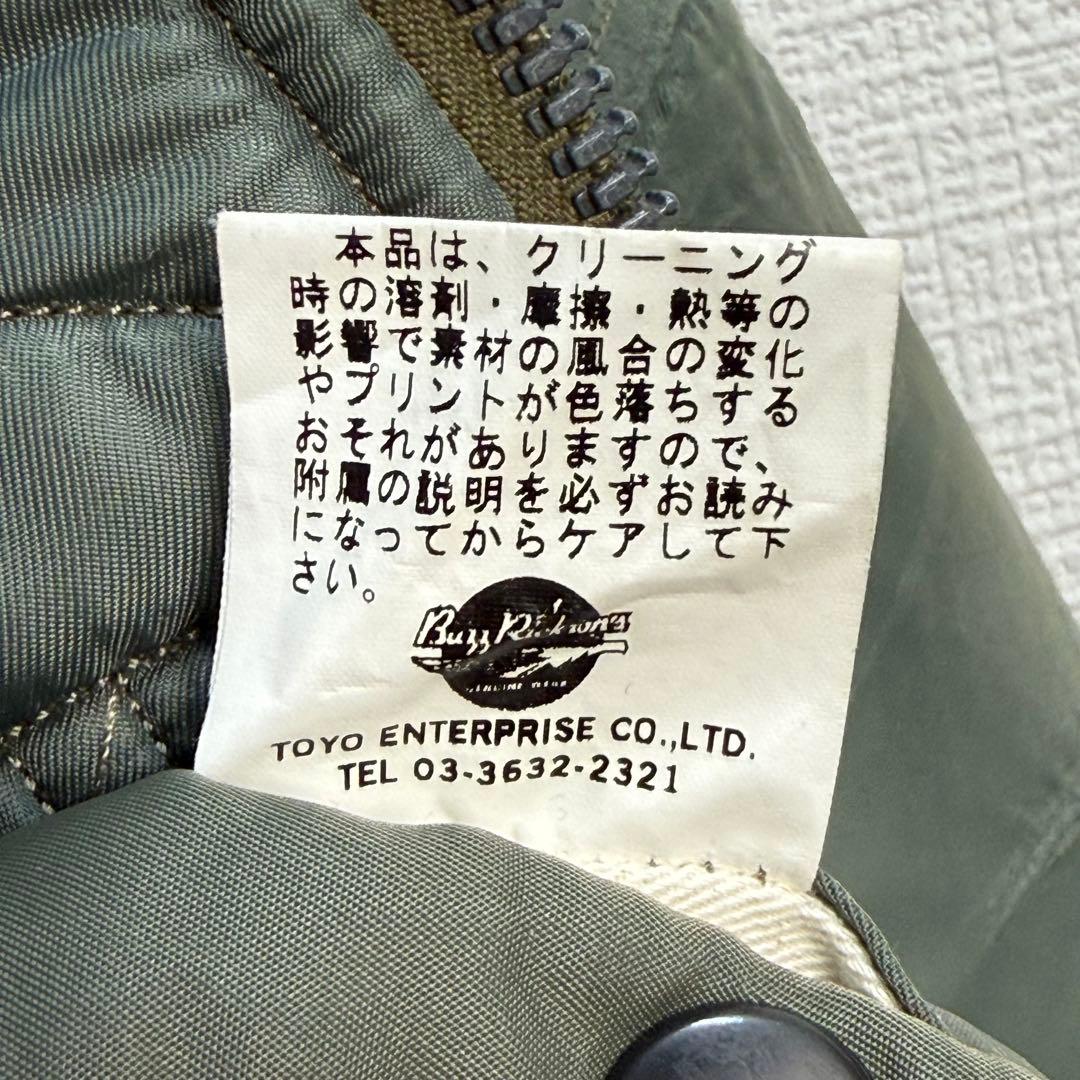 本品は、クリーニング
時の溶剤・摩擦・熱等の
影響で素材の風合の変化
やプリントが色落ちする
おそれがありますので、
附属の説明を必ずお読み
になってからケアして下
さい。
Buzz Rickson's
TOYO ENTERPRISE CO.,LTD.
TEL 03-3632-2321